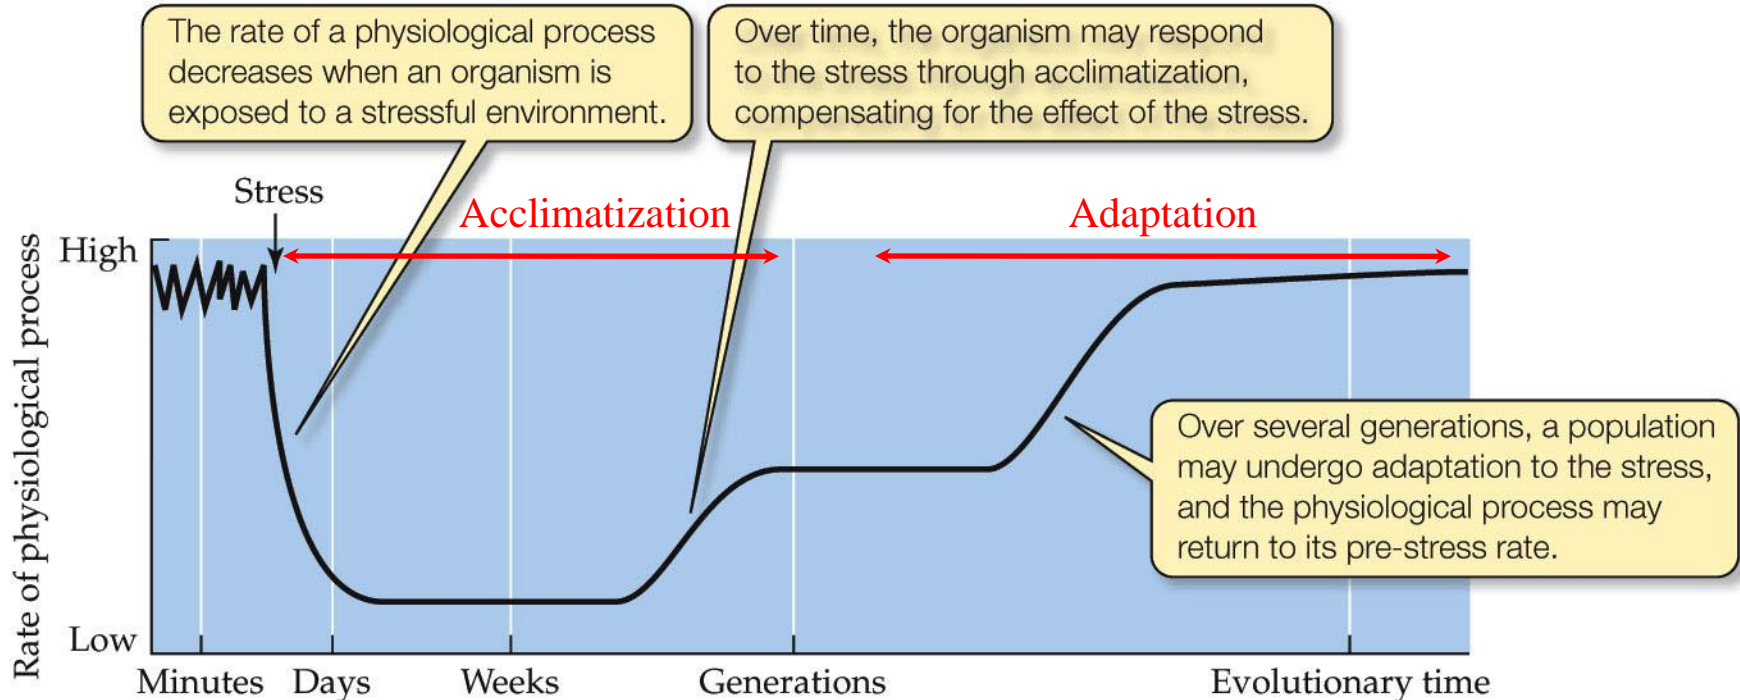 The rate of a physiological process
decreases when an organism is
exposed to a stressful environment.
Over time, the organism may respond
to the stress through acclimatization,
compensating for the effect of the stress.
Stress
Acclimatization
Adaptation
High
Rate of physiological process
Over several generations, a population
may undergo adaptation to the stress,
and the physiological process may
return to its pre-stress rate.
Low
Minutes
Days
Weeks
Generations
Evolutionary time